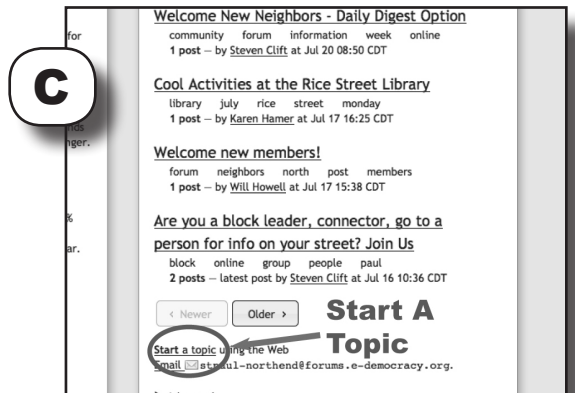 Welcome New Neighbors - Daily Digest Option
for
community forum information week online
1 post — by Steven Clift at Jul 20 08:50 CDT
C
Cool Activities at the Rice Street Library
library july rice street monday
1 post — by Karen Hamer at Jul 17 16:25 CDT
Welcome new members!
forum neighbors north post members
1 post — by Will Howell at Jul 17 15:38 CDT
%
Are you a block leader, connector, go to a
person for info on your street? Join Us
ar.
block online group people paul
2 posts — latest post by Steven Clift at Jul 16 10:36 CDT
‹ Newer Older ›
Start A
Topic
Start a topic using the Web
Email stpaul-northend@forums.e-democracy.org.